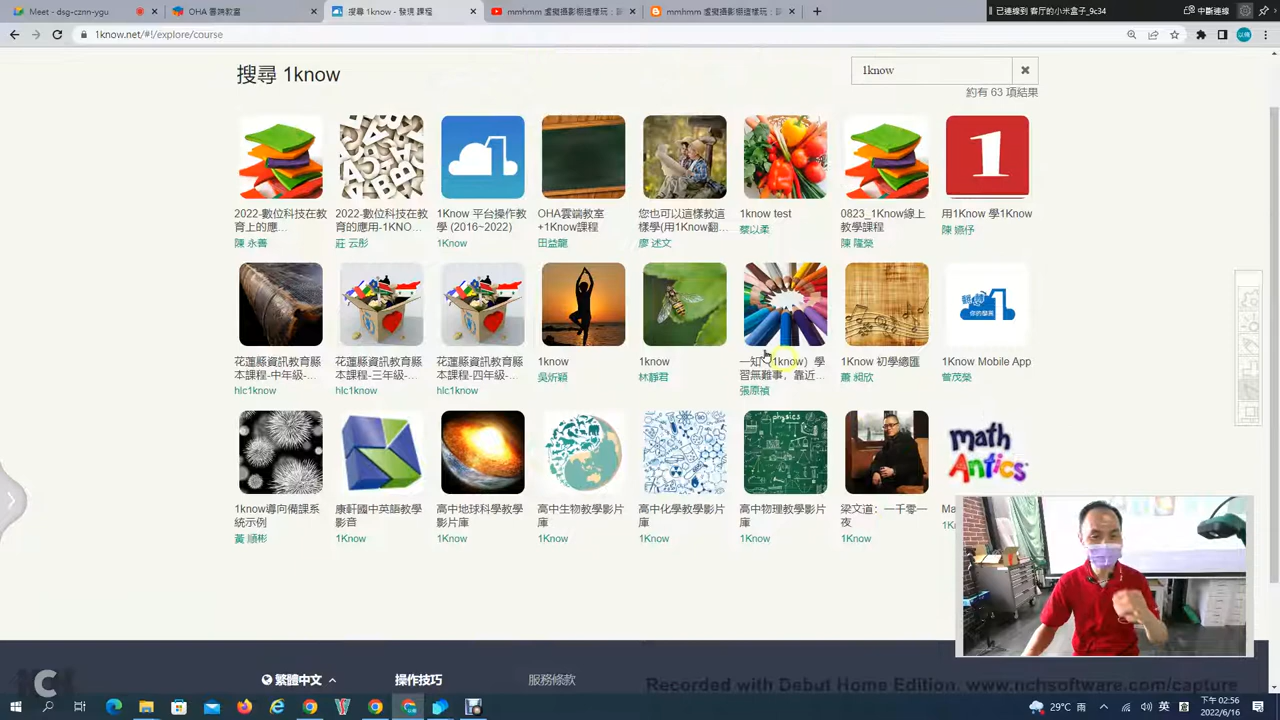 Meet - dsg-cznn-ygu
OHA 雲端教室
搜尋 1know - 發現 課程
mmhmm 虛擬攝影棚這樣玩
mmhmm 虛擬攝影棚這樣玩
已連線到 客厅的小米盒子_9c34
中斷連線
1know.net/#!/explore/course
搜尋 1know
1know
約有 63 項結果
2022-數位科技在教育上的應...
陳 永善
2022-數位科技在教育的應用-1KNO...
莊 云彤
1Know 平台操作教學 (2016~2022)
1Know
OHA雲端教室+1Know課程
田益龍
您也可以這樣教這樣學(用1Know翻...
廖 述文
1know test
蔡以柔
0823_1Know線上教學課程
陳 隆榮
1
用1Know 學1Know
陳 嬿伃
花蓮縣資訊教育縣本課程-中年級-...
hlc1know
花蓮縣資訊教育縣本課程-三年級-...
hlc1know
花蓮縣資訊教育縣本課程-四年級-...
hlc1know
1know
吳炘穎
1know
林靜君
一知（1know）學習無難事，靠近...
張原禎
1Know 初學總匯
蕭 昶欣
1Know Mobile App
曾茂榮
1know導向備課系統示例
黃 順彬
康軒國中英語教學影音
1Know
高中地球科學教學影片庫
1Know
高中生物教學影片庫
1Know
高中化學教學影片庫
1Know
physics
高中物理教學影片庫
1Know
梁文道：一千零一夜
1Know
math
Antics
繁體中文
操作技巧
服務條款
Recorded with Debut Home Edition. www.nchsoftware.com/capture
29°C 雨
英
下午 02:56
2022/6/16